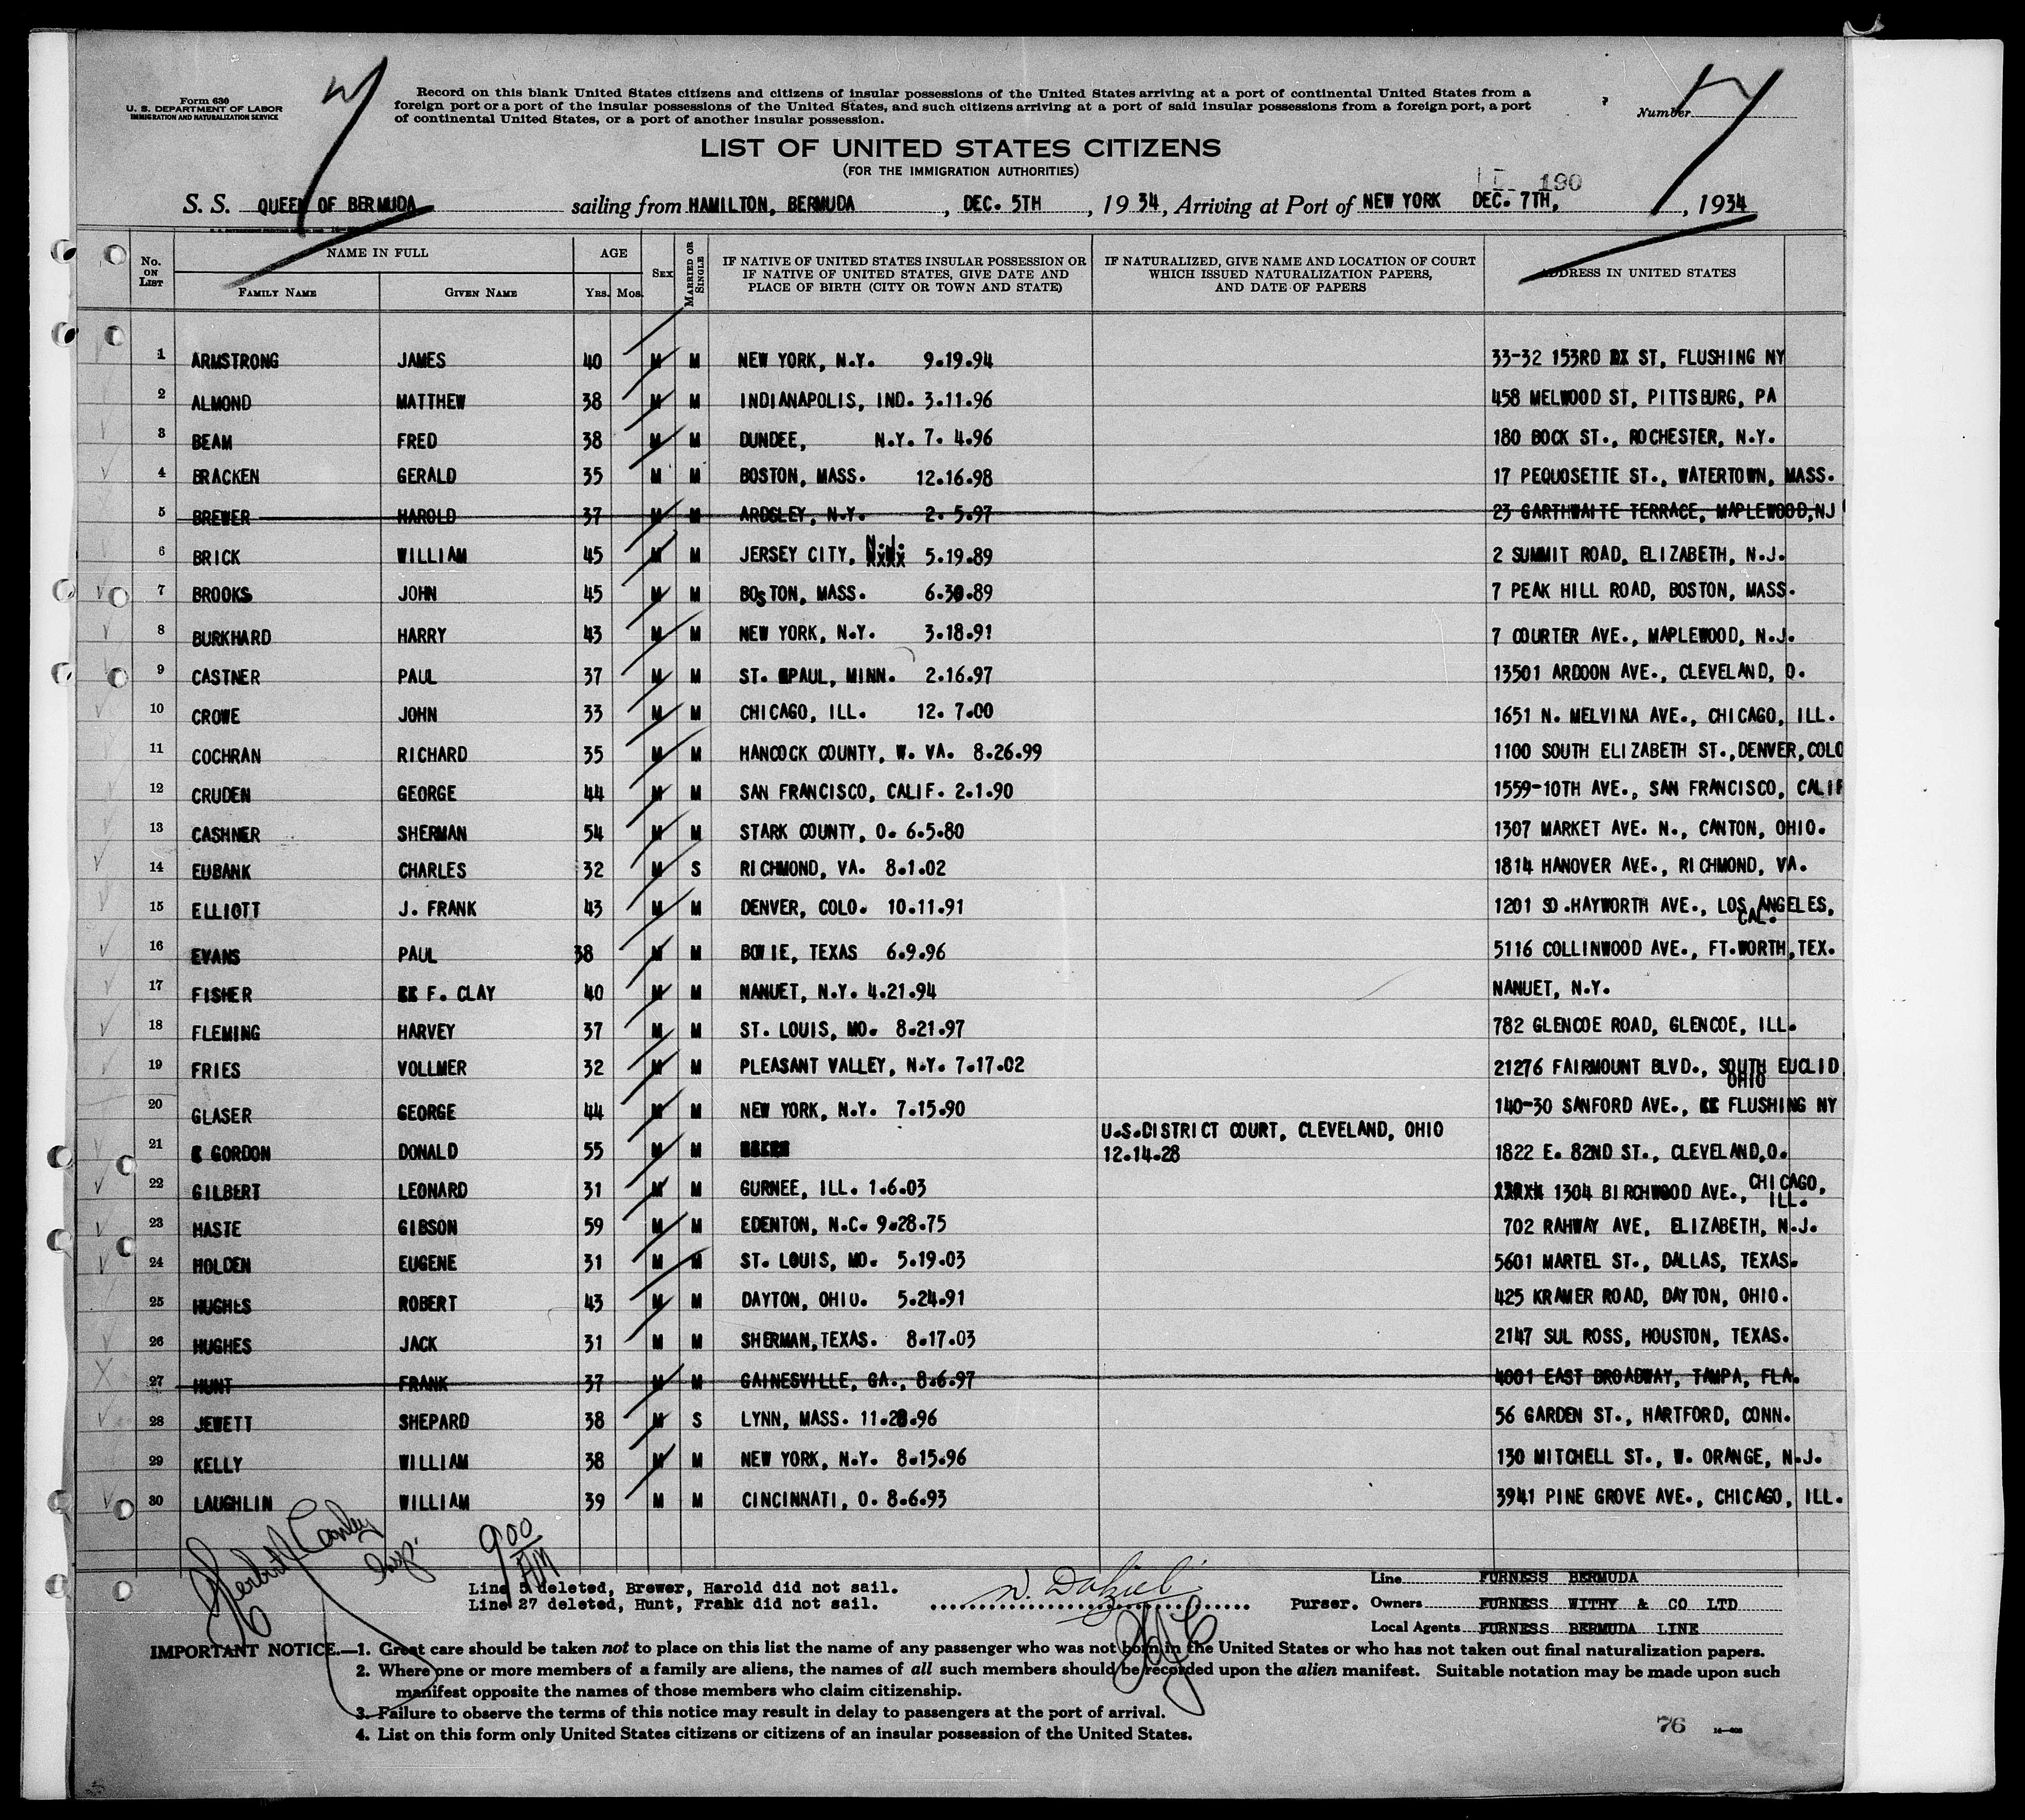 Form 630
U. S. DEPARTMENT OF LABOR
IMMIGRATION AND NATURALIZATION SERVICE
Record on this blank United States citizens and citizens of insular possessions of the United States arriving at a port of continental United States from a
foreign port or a port of the insular possessions of the United States, and such citizens arriving at a port of said insular possessions from a foreign port, a port
of continental United States, or a port of another insular possession.
Number
LIST OF UNITED STATES CITIZENS
(FOR THE IMMIGRATION AUTHORITIES)
190
S. S. QUEEN OF BERMUDA sailing from HAMILTON, BERMUDA, DEC. 5TH, 1934, Arriving at Port of NEW YORK DEC. 7TH, 1934
No. ON LIST NAME IN FULL FAMILY NAME GIVEN NAME AGE YRS. MOS. SEX MARRIED OR SINGLE IF NATIVE OF UNITED STATES INSULAR POSSESSION OR IF NATIVE OF UNITED STATES, GIVE DATE AND PLACE OF BIRTH (CITY OR TOWN AND STATE) IF NATURALIZED, GIVE NAME AND LOCATION OF COURT WHICH ISSUED NATURALIZATION PAPERS, AND DATE OF PAPERS ADDRESS IN UNITED STATES
1 ARMSTRONG JAMES 40 M M NEW YORK, N.Y. 9.19.94 33-32 153RD ST, FLUSHING NY
2 ALMOND MATTHEW 38 M M INDIANAPOLIS, IND. 3.11.96 458 MELWOOD ST, PITTSBURG, PA
3 BEAM FRED 38 M M DUNDEE, N.Y. 7. 4.96 180 BOCK ST., ROCHESTER, N.Y.
4 BRACKEN GERALD 35 M M BOSTON, MASS. 12.16.98 17 PEQUOSETTE ST., WATERTOWN, MASS.
5 BREWER HAROLD 37 M M ARDSLEY, N.Y. 2. 5.97 23 GARTHWAITE TERRACE, MAPLEWOOD,NJ
6 BRICK WILLIAM 45 M M JERSEY CITY, N.J. 5.19.89 2 SUMMIT ROAD, ELIZABETH, N.J.
7 BROOKS JOHN 45 M M BOSTON, MASS. 6.30.89 7 PEAK HILL ROAD, BOSTON, MASS.
8 BURKHARD HARRY 43 M M NEW YORK, N.Y. 3.18.91 7 COURTER AVE., MAPLEWOOD, N.J.
9 CASTNER PAUL 37 M M ST. PAUL, MINN. 2.16.97 13501 ARDOON AVE., CLEVELAND, O.
10 CROWE JOHN 33 M M CHICAGO, ILL. 12. 7.00 1651 N. MELVINA AVE., CHICAGO, ILL.
11 COCHRAN RICHARD 35 M M HANCOCK COUNTY, W. VA. 8.26.99 1100 SOUTH ELIZABETH ST.,DENVER,COLO
12 CRUDEN GEORGE 44 M M SAN FRANCISCO, CALIF. 2.1.90 1559-10TH AVE., SAN FRANCISCO, CALIF
13 CASHNER SHERMAN 54 M M STARK COUNTY, O. 6.5.80 1307 MARKET AVE. N., CANTON, OHIO.
14 EUBANK CHARLES 32 M S RICHMOND, VA. 8.1.02 1814 HANOVER AVE., RICHMOND, VA.
15 ELLIOTT J. FRANK 43 M M DENVER, COLO. 10.11.91 1201 SO.HAYWORTH AVE., LOS ANGELES, CAL.
16 EVANS PAUL 38 M M BOWIE, TEXAS 6.9.96 5116 COLLINWOOD AVE., FT.WORTH,TEX.
17 FISHER F. CLAY 40 M M NANUET, N.Y. 4.21.94 NANUET, N.Y.
18 FLEMING HARVEY 37 M M ST. LOUIS, MO. 8.21.97 782 GLENCOE ROAD, GLENCOE, ILL.
19 FRIES VOLLMER 32 M M PLEASANT VALLEY, N.Y. 7.17.02 21276 FAIRMOUNT BLVD., SOUTH EUCLID OHIO
20 GLASER GEORGE 44 M M NEW YORK, N.Y. 7.15.90 140-30 SANFORD AVE., FLUSHING NY
21 GORDON DONALD 55 M M U.S.DISTRICT COURT, CLEVELAND, OHIO 12.14.28 1822 E. 82ND ST., CLEVELAND,O.
22 GILBERT LEONARD 31 M M GURNEE, ILL. 1.6.03 1304 BIRCHWOOD AVE., CHICAGO, ILL.
23 HASTE GIBSON 59 M M EDENTON, N.C. 9.28.75 702 RAHWAY AVE, ELIZABETH, N.J.
24 HOLDEN EUGENE 31 M M ST. LOUIS, MO. 5.19.03 5601 MARTEL ST., DALLAS, TEXAS.
25 HUGHES ROBERT 43 M M DAYTON, OHIO. 5.24.91 425 KRAMER ROAD, DAYTON, OHIO.
26 HUGHES JACK 31 M M SHERMAN,TEXAS. 8.17.03 2147 SUL ROSS, HOUSTON, TEXAS.
27 HUNT FRANK 37 M M GAINESVILLE, GA., 8.6.97 4001 EAST BROADWAY, TAMPA, FLA.
28 JEWETT SHEPARD 38 M S LYNN, MASS. 11.28.96 56 GARDEN ST., HARTFORD, CONN.
29 KELLY WILLIAM 38 M M NEW YORK, N.Y. 8.15.96 130 MITCHELL ST., W. ORANGE, N.J.
30 LAUGHLIN WILLIAM 39 M M CINCINNATI, O. 8.6.93 3941 PINE GROVE AVE., CHICAGO, ILL.
9 00 AM
Line 5 deleted, Brewer, Harold did not sail.
Line 27 deleted, Hunt, Frank did not sail.
Purser.
Line FURNESS BERMUDA
Owners FURNESS WITHY & CO LTD
Local Agents FURNESS BERMUDA LINE
IMPORTANT NOTICE.—1. Great care should be taken not to place on this list the name of any passenger who was not born in the United States or who has not taken out final naturalization papers.
2. Where one or more members of a family are aliens, the names of all such members should be recorded upon the alien manifest. Suitable notation may be made upon such
manifest opposite the names of those members who claim citizenship.
3. Failure to observe the terms of this notice may result in delay to passengers at the port of arrival.
4. List on this form only United States citizens or citizens of an insular possession of the United States.
76